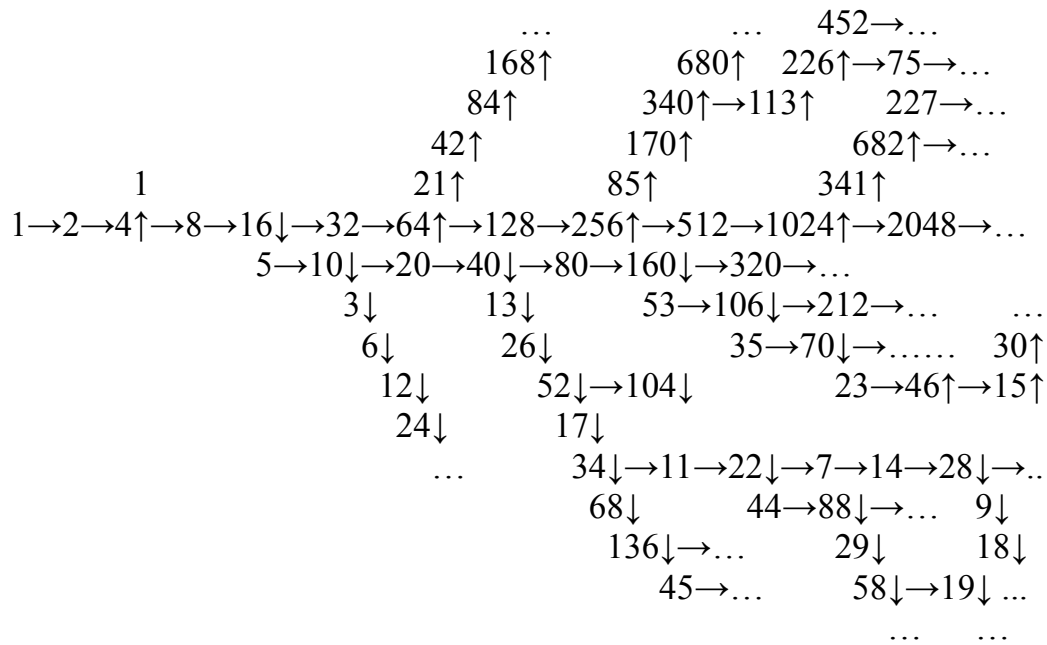 … … 452→…
168↑ 680↑ 226↑→75→…
84↑ 340↑→113↑ 227→…
42↑ 170↑ 682↑→…
1 21↑ 85↑ 341↑
1→2→4↑→8→16↓→32→64↑→128→256↑→512→1024↑→2048→…
5→10↓→20→40↓→80→160↓→320→…
3↓ 13↓ 53→106↓→212→… …
6↓ 26↓ 35→70↓→…… 30↑
12↓ 52↓→104↓ 23→46↑→15↑
24↓ 17↓
… 34↓→11→22↓→7→14→28↓→..
68↓ 44→88↓→… 9↓
136↓→… 29↓ 18↓
45→… 58↓→19↓ ...
… …